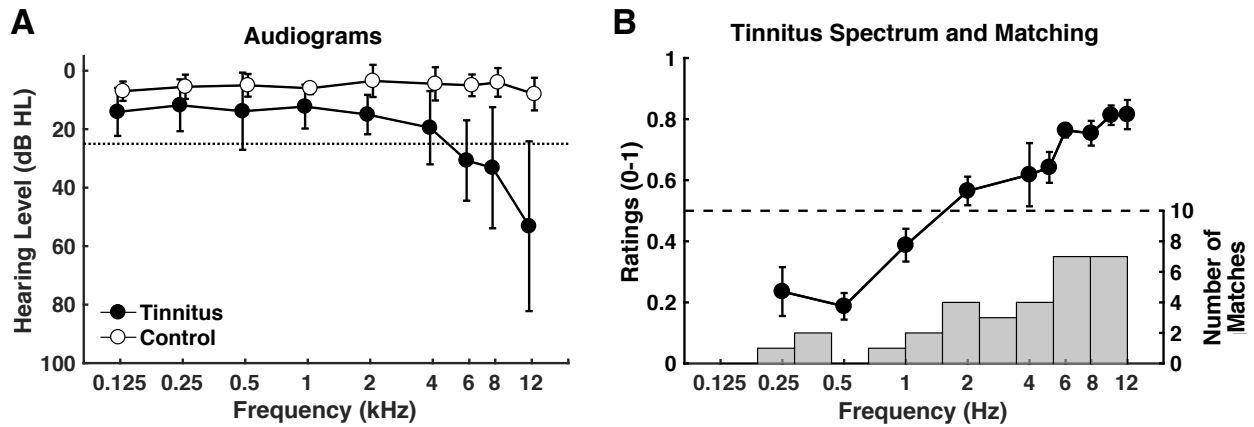 A
Audiograms
Hearing Level (dB HL)
0
20
40
60
80
100
Tinnitus
Control
0.125 0.25 0.5 1 2 4 6 8 12
Frequency (kHz)
B
Tinnitus Spectrum and Matching
Ratings (0-1)
1
0.8
0.6
0.4
0.2
0
10
8
6
4
2
0
Number of
Matches
0.125 0.25 0.5 1 2 4 6 8 12
Frequency (Hz)